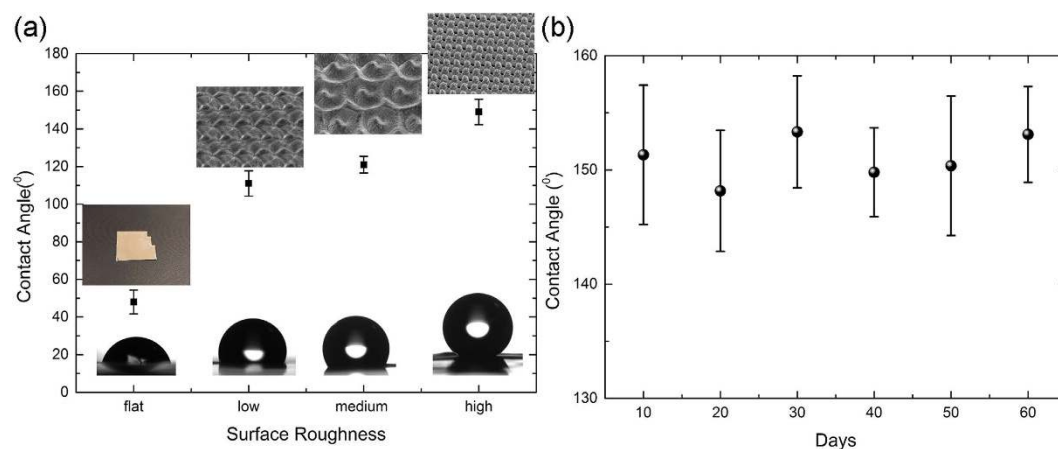 (a)
180
160
140
120
100
80
60
40
20
0
Contact Angle(⁰)
flat low medium high
Surface Roughness
(b)
160
150
140
130
Contact Angle (⁰)
10 20 30 40 50 60
Days